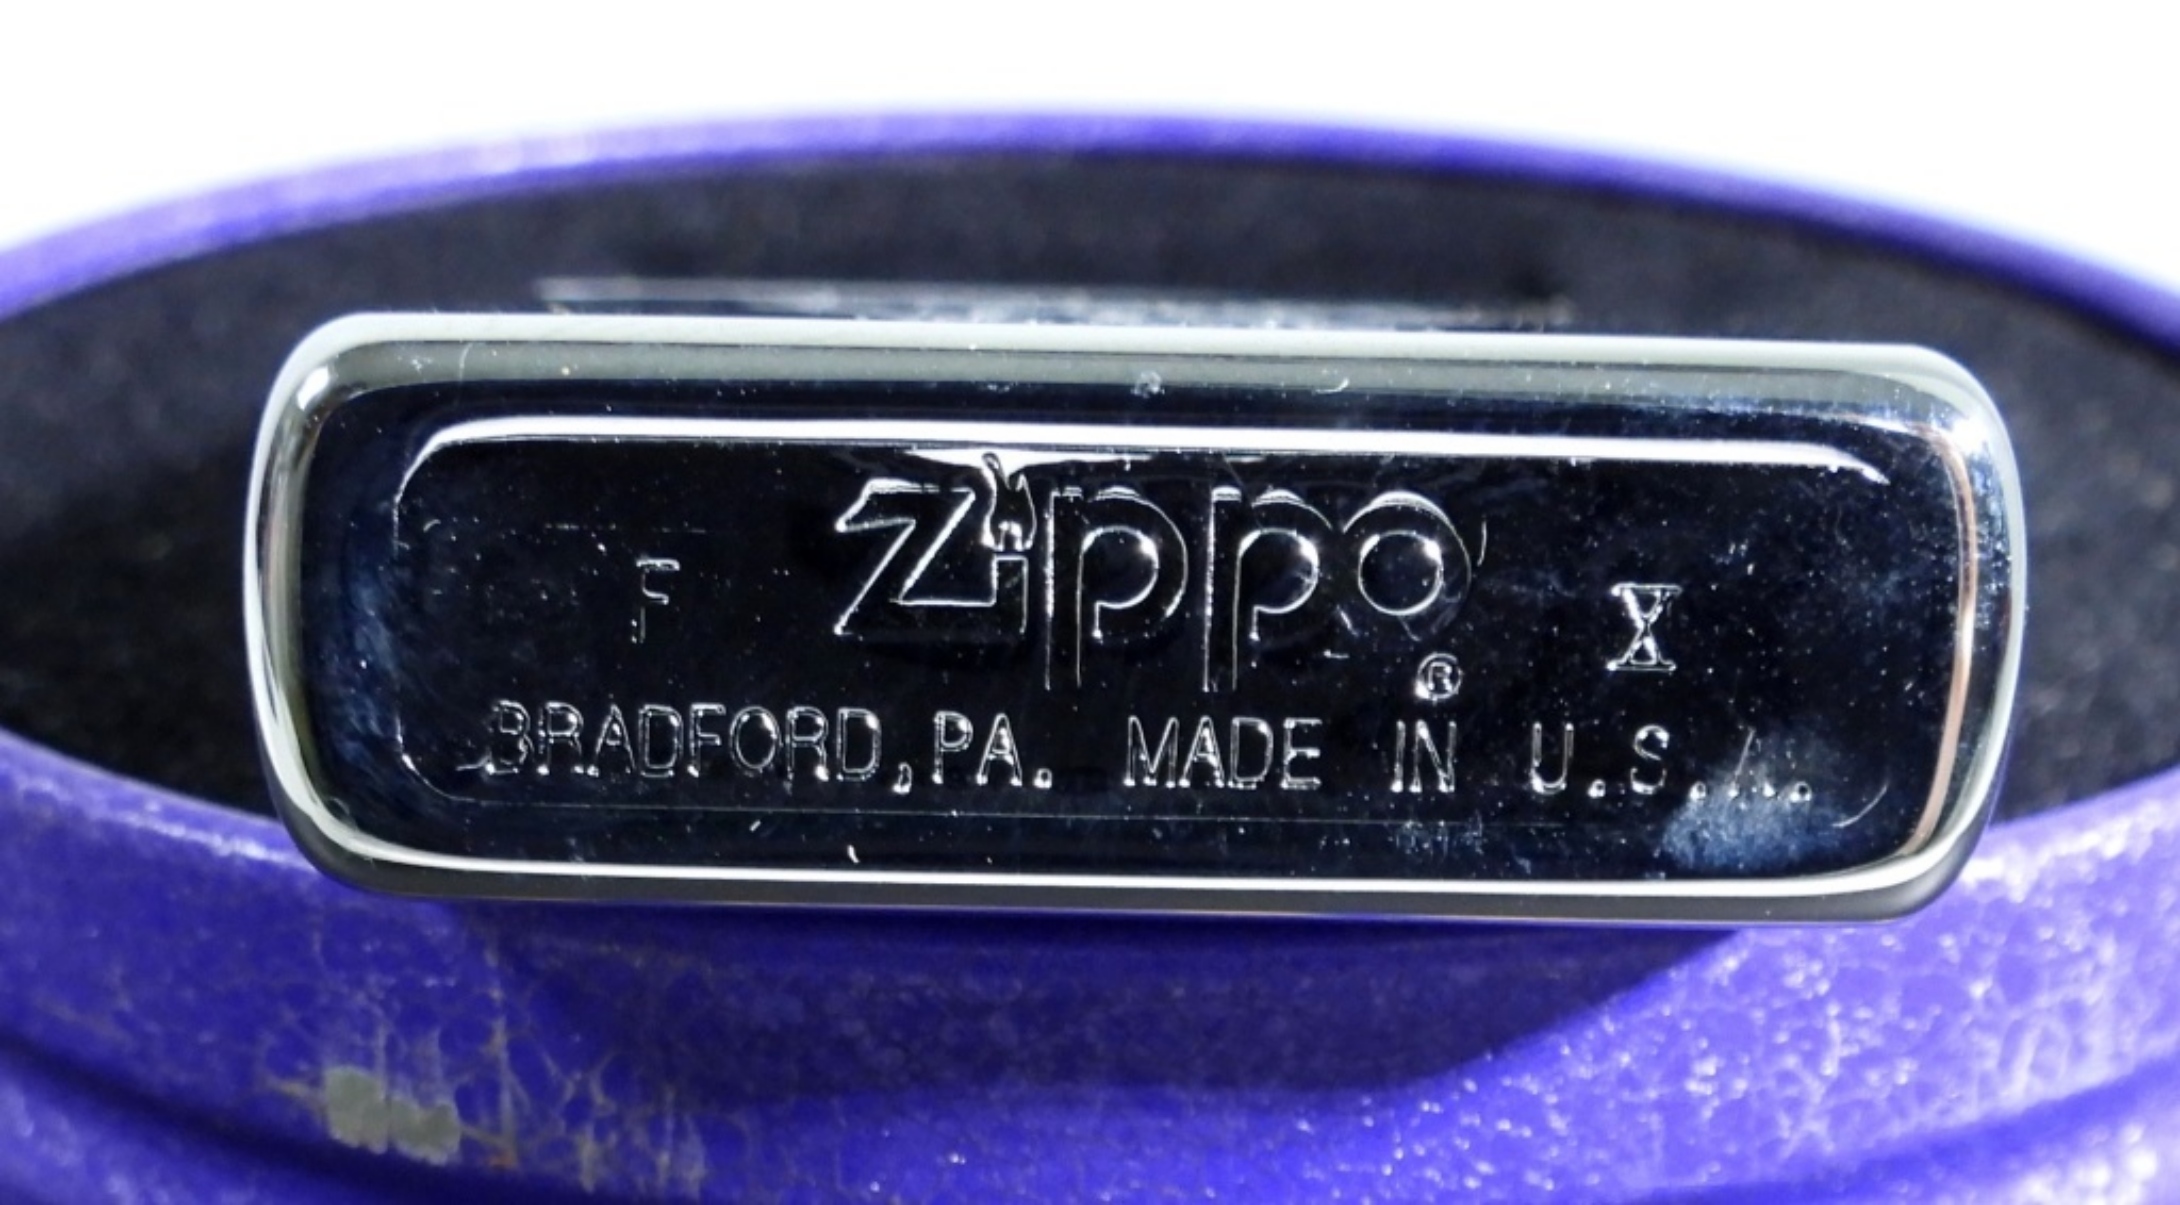 F Zippo ® X
BRADFORD, PA. MADE IN U.S.A.